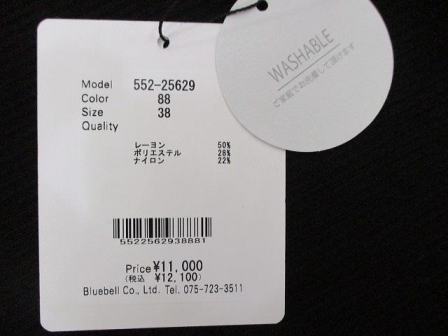 Model 552-25629
Color 88
Size 38
Quality
レーヨン 50%
ポリエステル 28%
ナイロン 22%
5522562938881
Price ¥11,000
(税込 ¥12,100)
Bluebell Co., Ltd. Tel. 075-723-3511
WASHABLE
ご家庭でお洗濯して頂けます